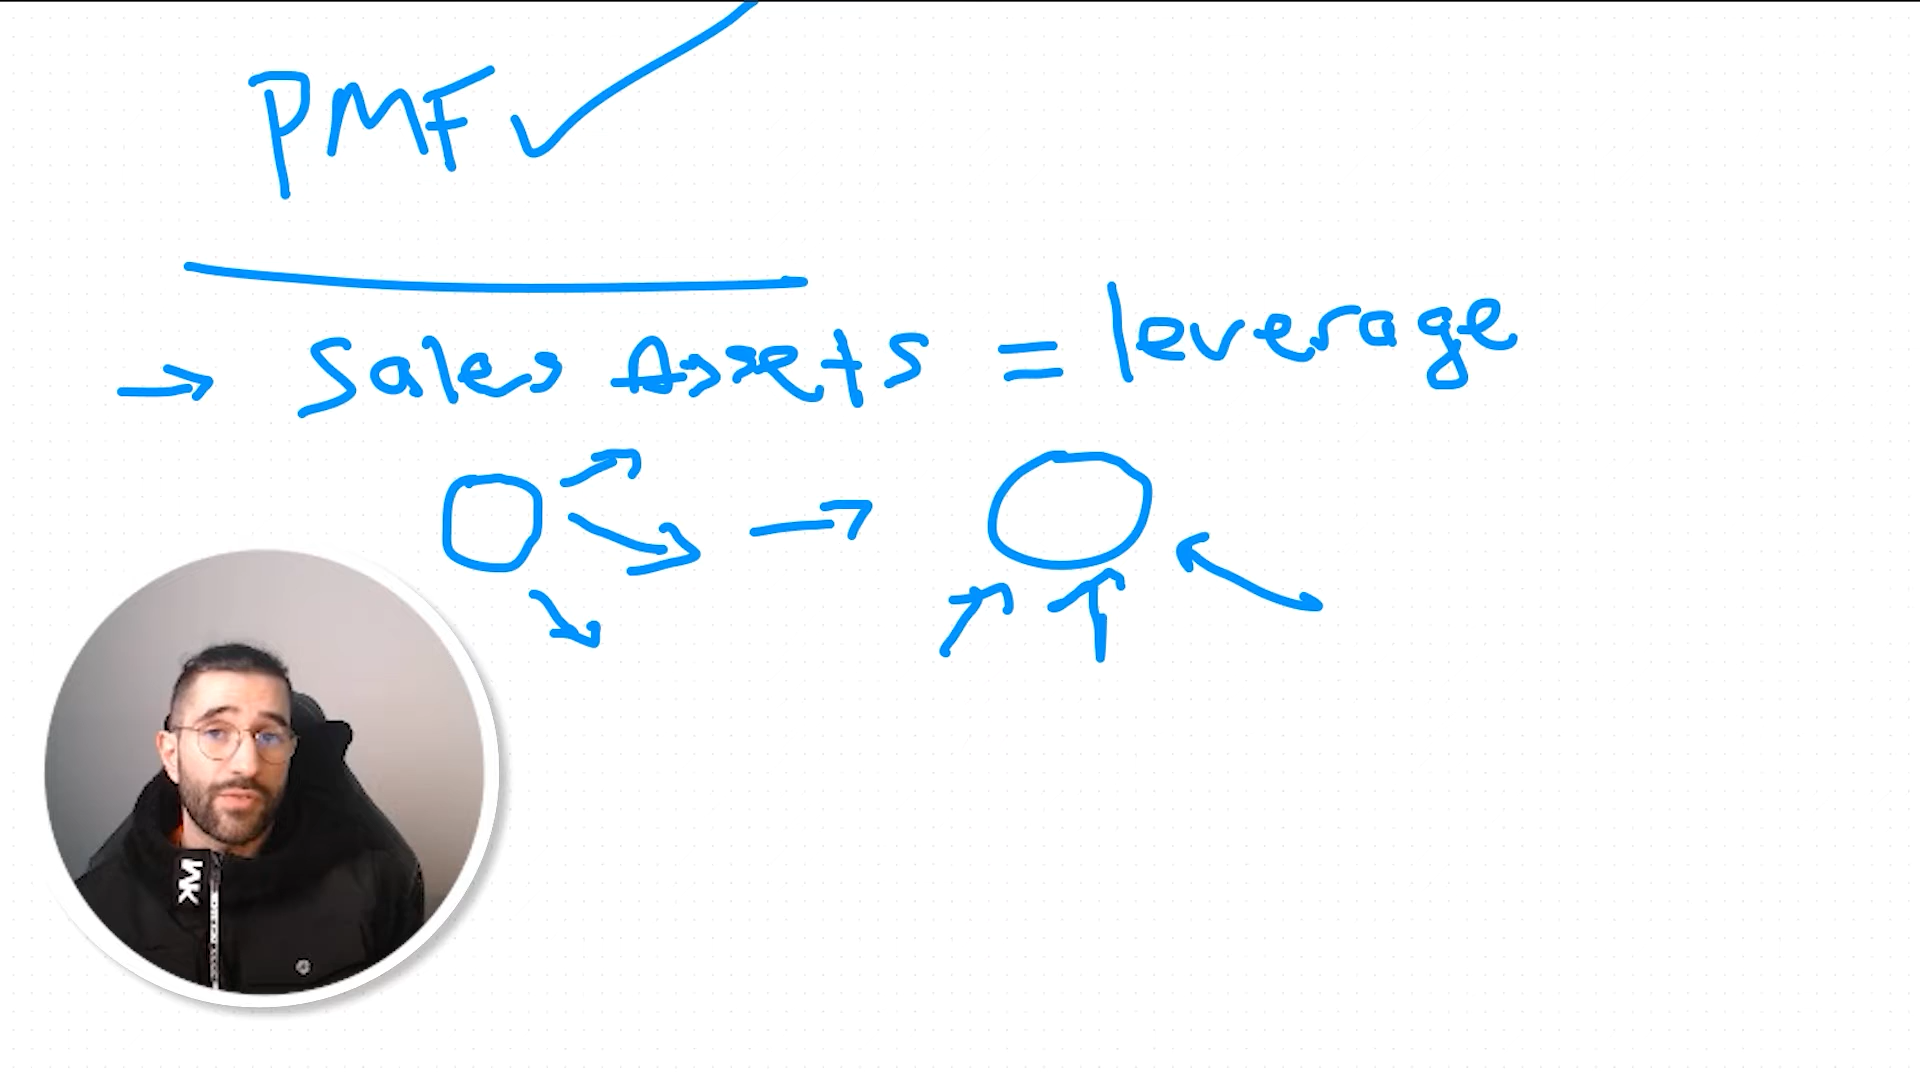 PMF ✓
→ Sales Assets = leverage